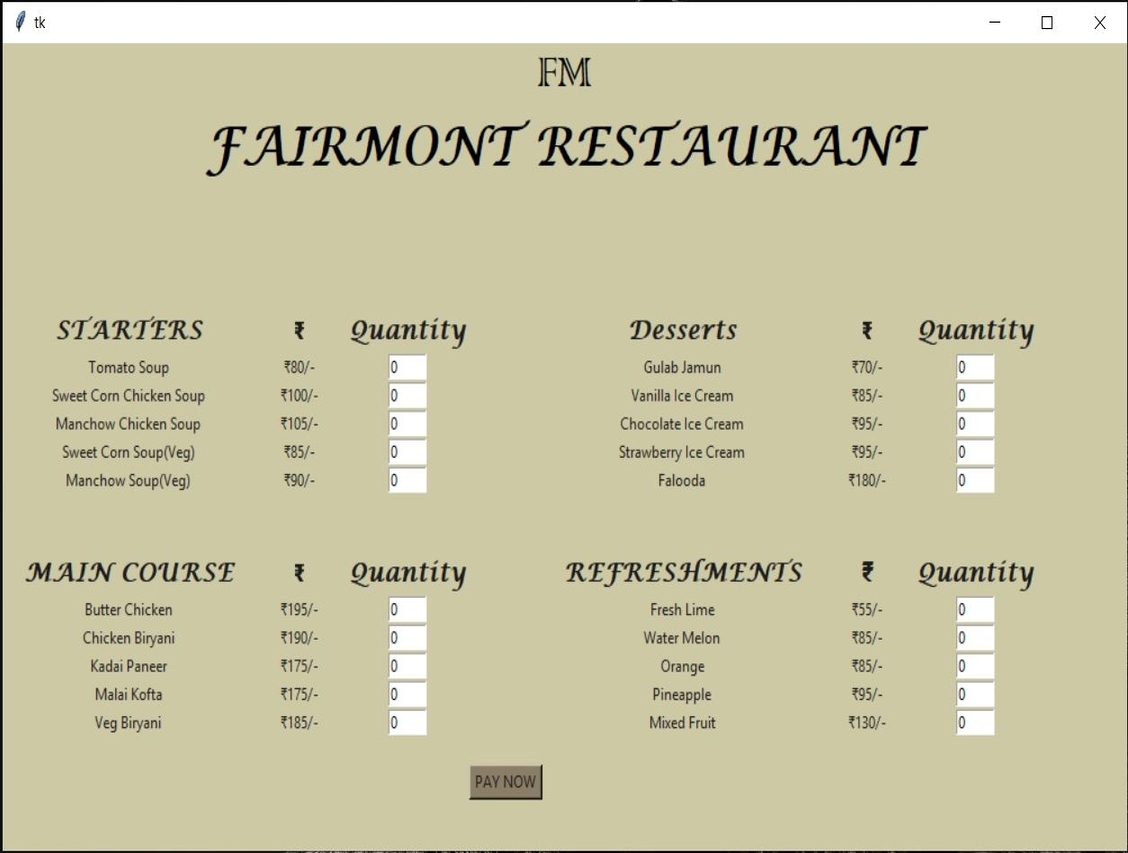 tk
FM
FAIRMONT RESTAURANT
STARTERS ₹ Quantity
Tomato Soup ₹80/- 0
Sweet Corn Chicken Soup ₹100/- 0
Manchow Chicken Soup ₹105/- 0
Sweet Corn Soup(Veg) ₹85/- 0
Manchow Soup(Veg) ₹90/- 0
Desserts ₹ Quantity
Gulab Jamun ₹70/- 0
Vanilla Ice Cream ₹85/- 0
Chocolate Ice Cream ₹95/- 0
Strawberry Ice Cream ₹95/- 0
Falooda ₹180/- 0
MAIN COURSE ₹ Quantity
Butter Chicken ₹195/- 0
Chicken Biryani ₹190/- 0
Kadai Paneer ₹175/- 0
Malai Kofta ₹175/- 0
Veg Biryani ₹185/- 0
REFRESHMENTS ₹ Quantity
Fresh Lime ₹55/- 0
Water Melon ₹85/- 0
Orange ₹85/- 0
Pineapple ₹95/- 0
Mixed Fruit ₹130/- 0
PAY NOW